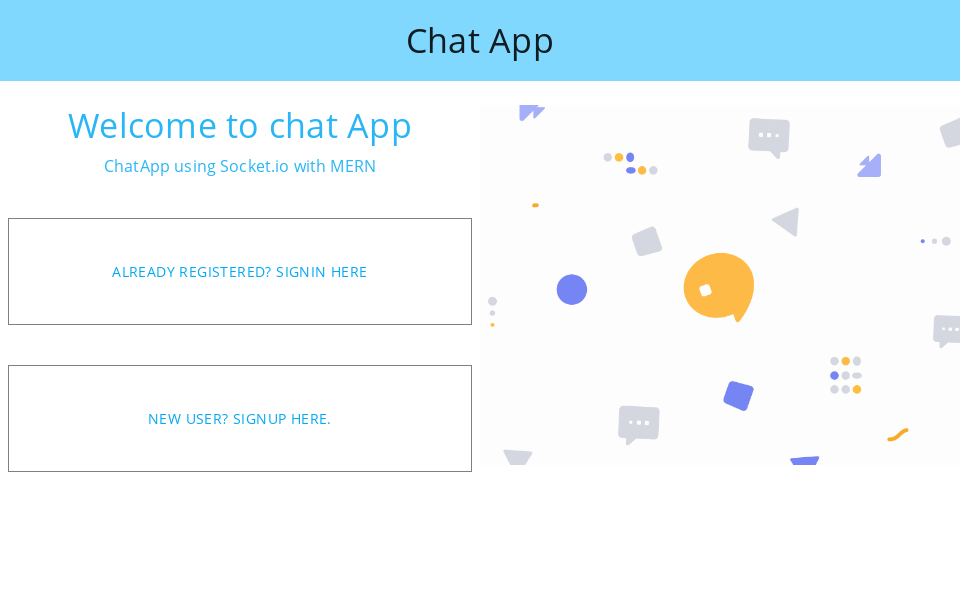 Chat App
Welcome to chat App
ChatApp using Socket.io with MERN
ALREADY REGISTERED? SIGNIN HERE
NEW USER? SIGNUP HERE.